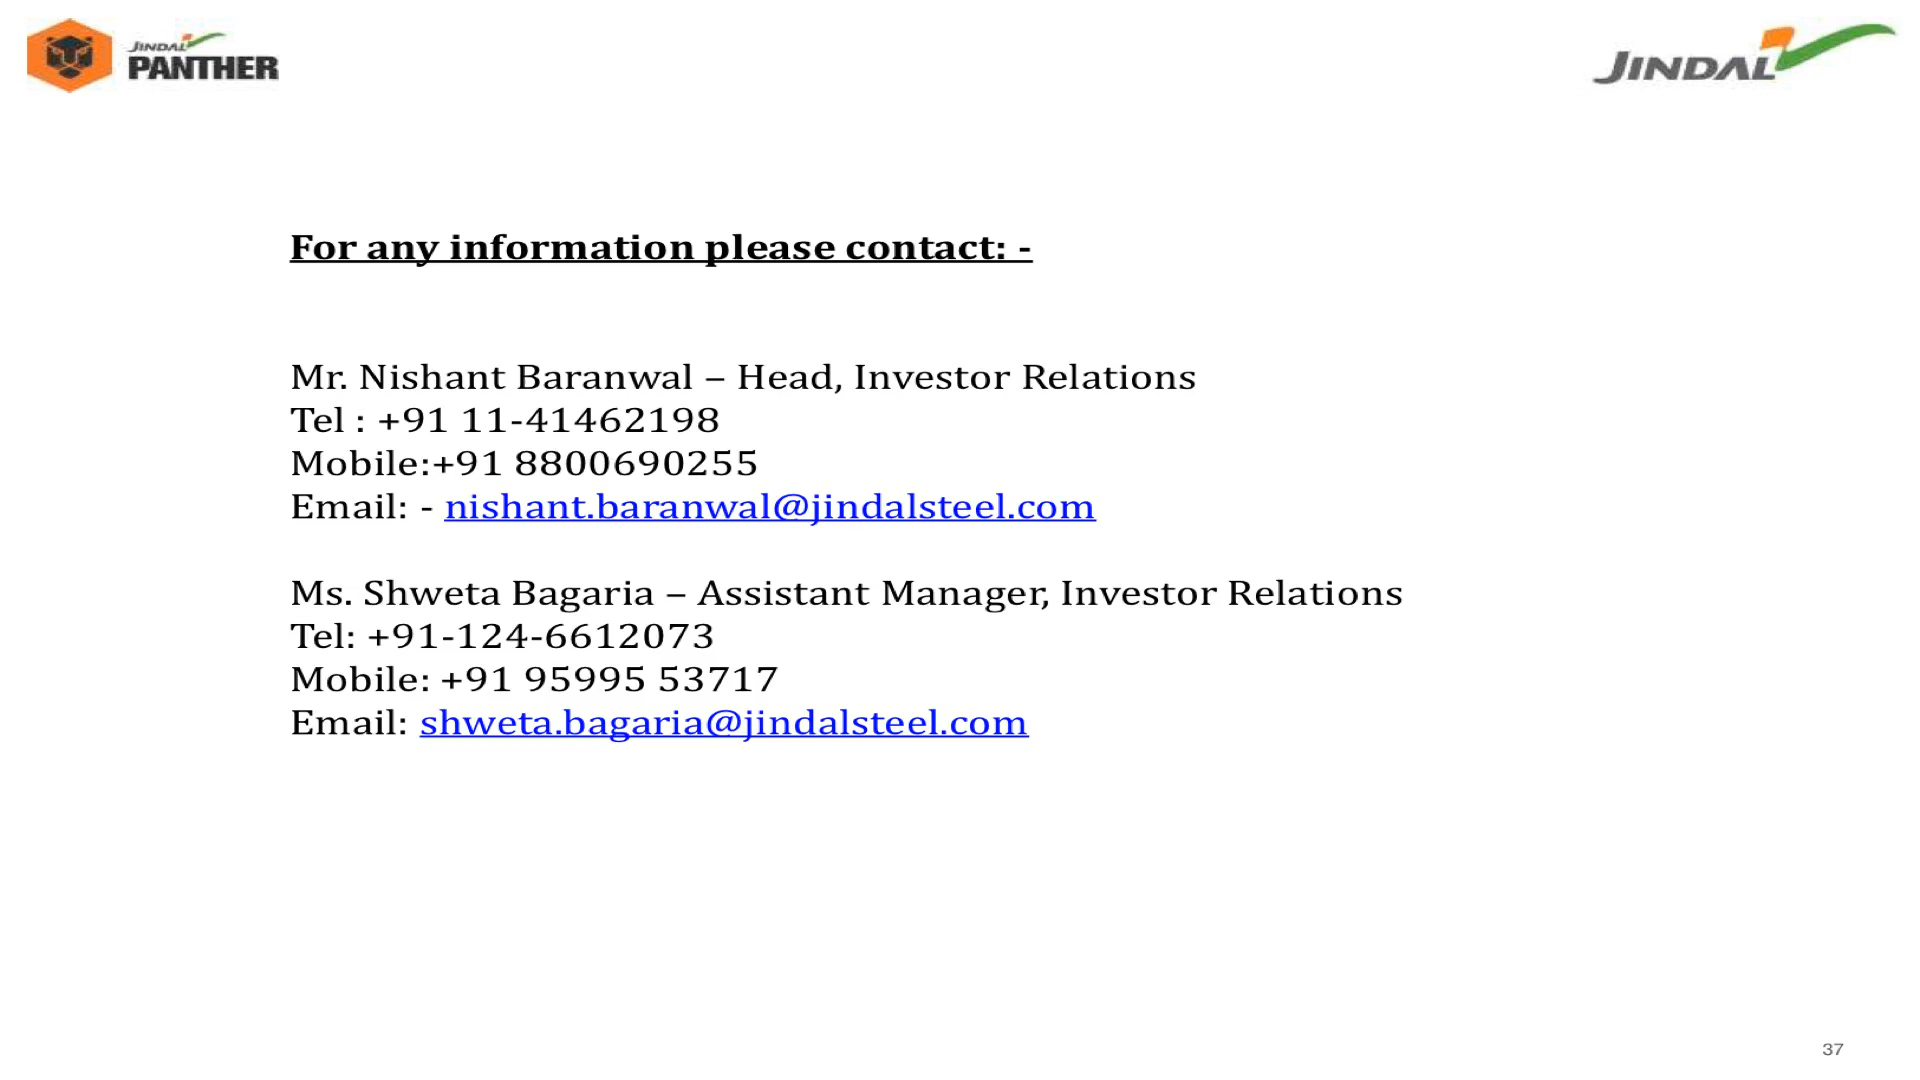 JINDAL
PANTHER
JINDAL
For any information please contact: -
Mr. Nishant Baranwal – Head, Investor Relations
Tel : +91 11-41462198
Mobile:+91 8800690255
Email: - nishant.baranwal@jindalsteel.com
Ms. Shweta Bagaria – Assistant Manager, Investor Relations
Tel: +91-124-6612073
Mobile: +91 95995 53717
Email: shweta.bagaria@jindalsteel.com
37